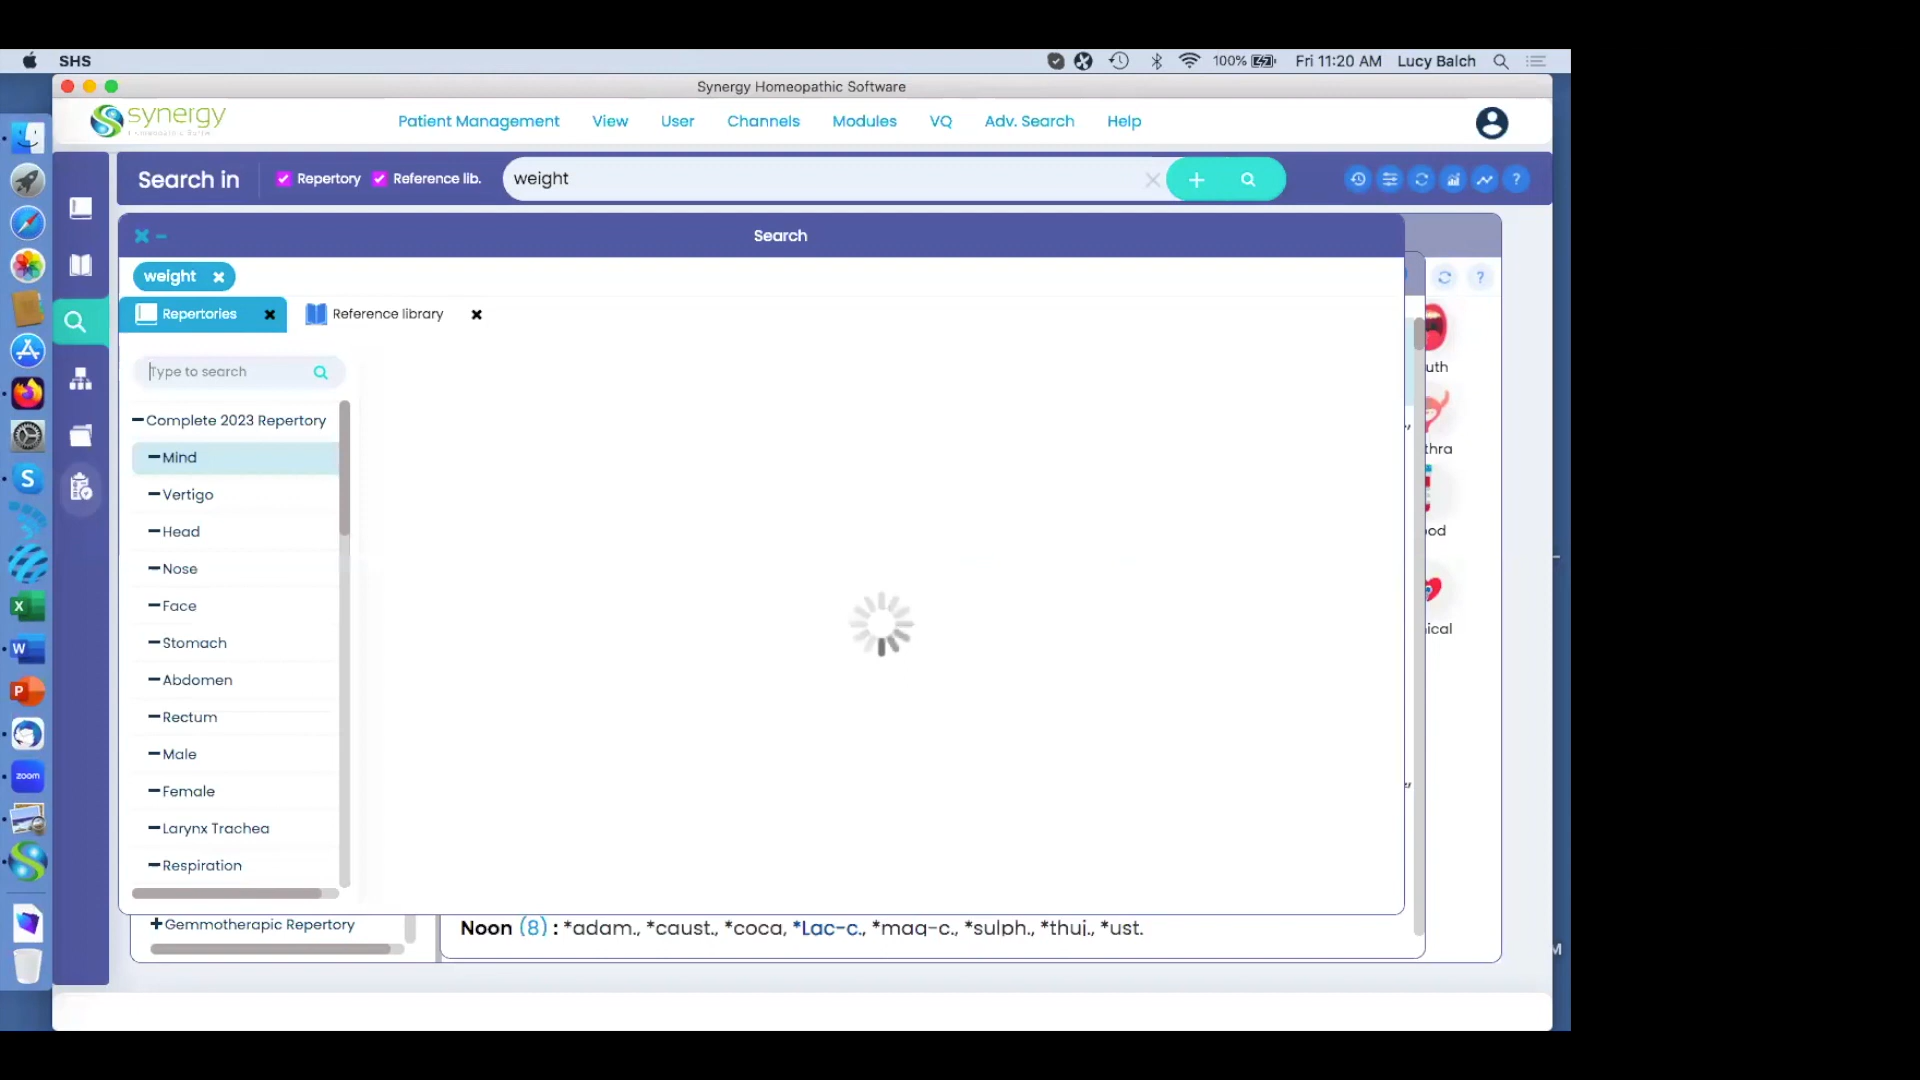 SHS
100%
Fri 11:20 AM
Lucy Balch
Synergy Homeopathic Software
synergy
Patient Management
View
User
Channels
Modules
VQ
Adv. Search
Help
Search in
Repertory
Reference lib.
weight
+
?
Search
weight
Repertories
Reference library
?
Type to search
uth
Complete 2023 Repertory
Mind
thra
Vertigo
Head
ood
Nose
Face
ical
Stomach
Abdomen
Rectum
Male
zoom
Female
Larynx Trachea
Respiration
Gemmotherapic Repertory
Noon (8) : *adam., *caust., *coca, *Lac-c., *mag-c., *sulph., *thuj., *ust.
M